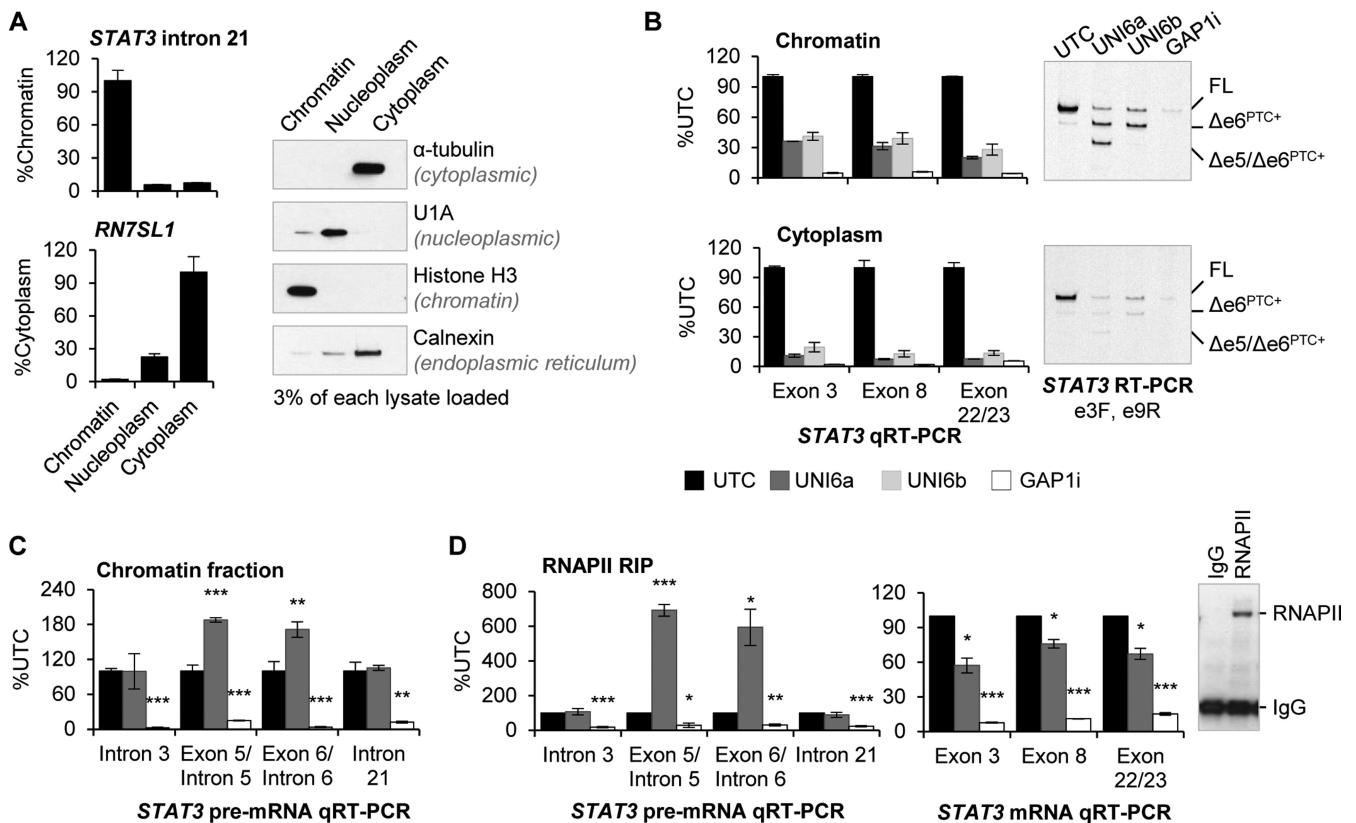 A
STAT3 intron 21
%Chromatin
120
90
60
30
0
RN7SL1
%Cytoplasm
120
90
60
30
0
Chromatin
Nucleoplasm
Cytoplasm
Chromatin
Nucleoplasm
Cytoplasm
α-tubulin
(cytoplasmic)
U1A
(nucleoplasmic)
Histone H3
(chromatin)
Calnexin
(endoplasmic reticulum)
3% of each lysate loaded
B
Chromatin
%UTC
120
90
60
30
0
Cytoplasm
%UTC
120
90
60
30
0
Exon 3
Exon 8
Exon
22/23
STAT3 qRT-PCR
UTC
UNI6a
UNI6b
GAP1i
FL
Δe6PTC+
Δe5/Δe6PTC+
FL
Δe6PTC+
Δe5/Δe6PTC+
STAT3 RT-PCR
e3F, e9R
UTC UNI6a UNI6b GAP1i
C
Chromatin fraction
%UTC
240
180
120
60
0
*** *** *** ** *** **
Intron 3
Exon 5/
Intron 5
Exon 6/
Intron 6
Intron
21
STAT3 pre-mRNA qRT-PCR
D
RNAPII RIP
%UTC
800
600
400
200
0
*** *** * * ** ***
Intron 3
Exon 5/
Intron 5
Exon 6/
Intron 6
Intron 21
STAT3 pre-mRNA qRT-PCR
120
90
60
30
0
* *** * *** * ***
Exon 3
Exon 8
Exon
22/23
STAT3 mRNA qRT-PCR
IgG
RNAPII
RNAPII
IgG